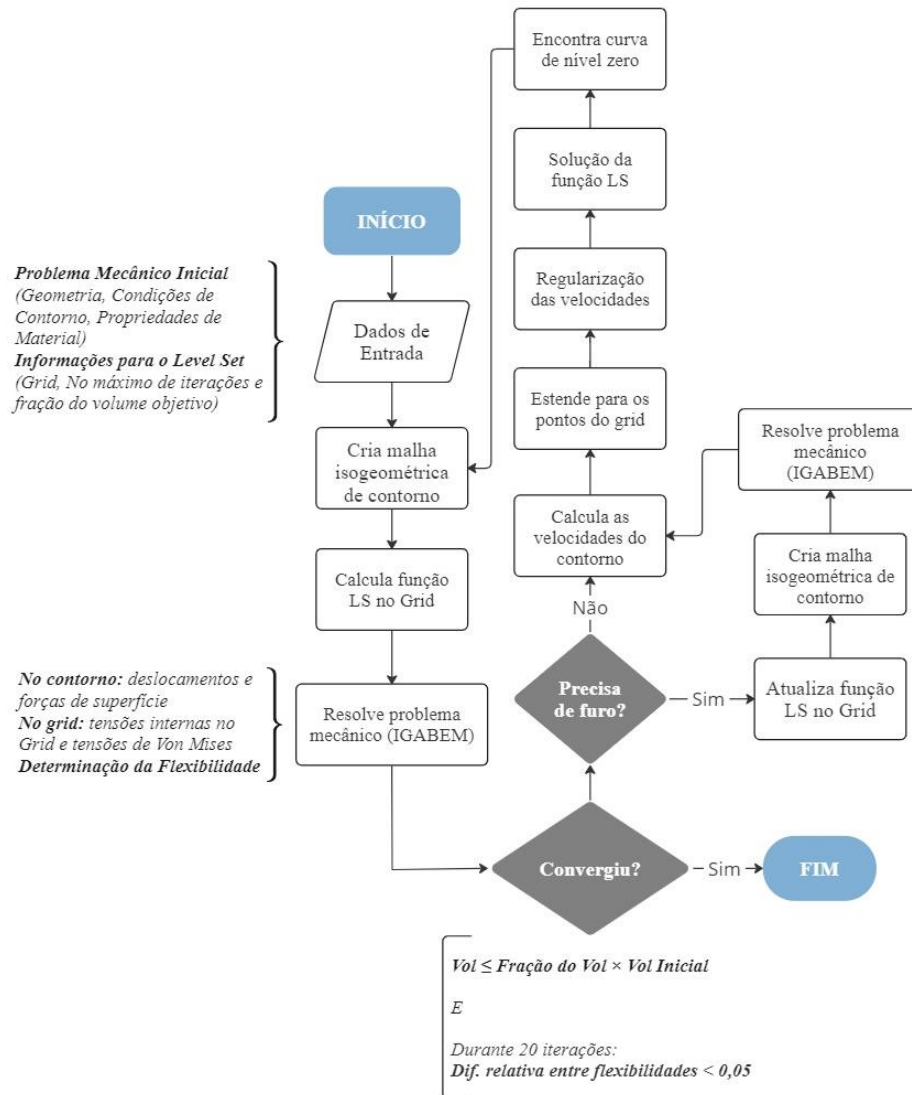 INÍCIO
Problema Mecânico Inicial
(Geometria, Condições de
Contorno, Propriedades de
Material)
Informações para o Level Set
(Grid, No máximo de iterações e
fração do volume objetivo)
Dados de
Entrada
Cria malha
isogeométrica
de contorno
Calcula função
LS no Grid
No contorno: deslocamentos e
forças de superfície
No grid: tensões internas no
Grid e tensões de Von Mises
Determinação da Flexibilidade
Resolve problema
mecânico (IGABEM)
Convergiu?
Sim
FIM
Vol ≤ Fração do Vol × Vol Inicial
E
Durante 20 iterações:
Dif. relativa entre flexibilidades < 0,05
Precisa
de furo?
Sim
Atualiza função
LS no Grid
Cria malha
isogeométrica de
contorno
Resolve problema
mecânico
(IGABEM)
Não
Calcula as
velocidades do
contorno
Estende para os
pontos do grid
Regularização
das velocidades
Solução da
função LS
Encontra curva
de nível zero